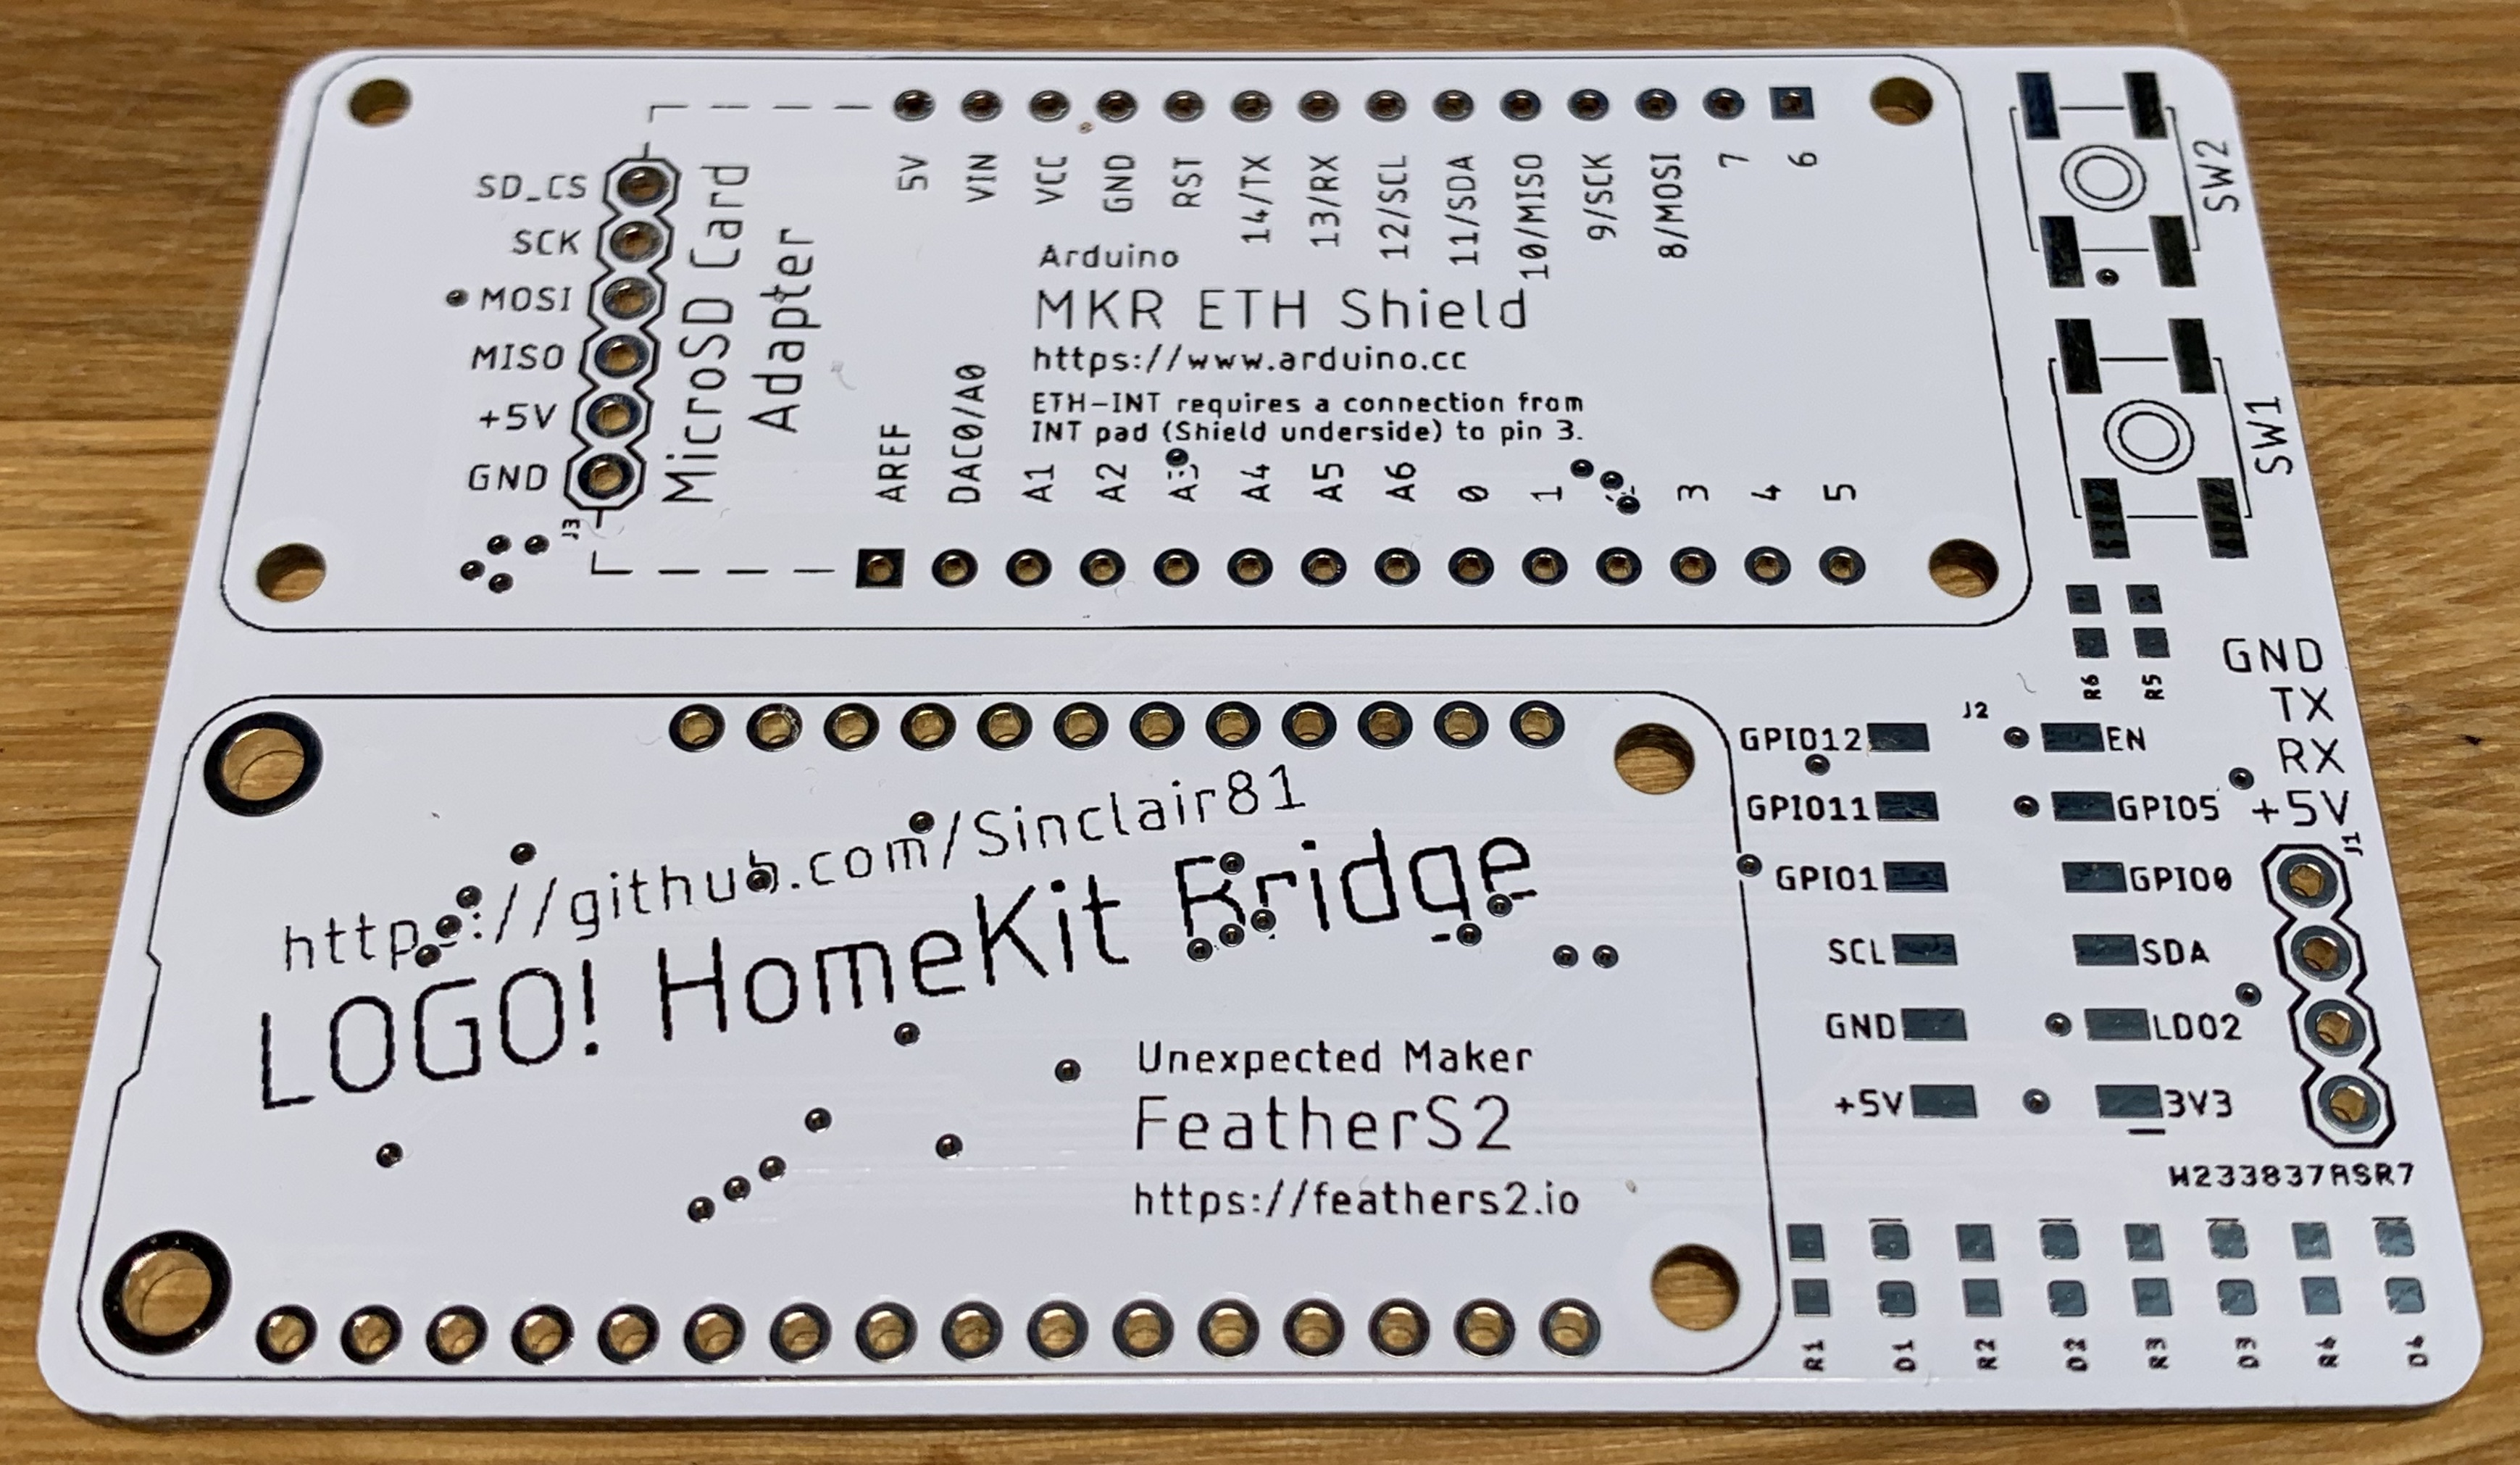 5V
VIN
VCC
GND
RST
14/TX
13/RX
12/SCL
11/SDA
10/MISO
9/SCK
8/MOSI
7
6
SW2
SD_CS
SCK
MOSI
MISO
+5V
GND
J3
MicroSD Card
Adapter
Arduino
MKR ETH Shield
https://www.arduino.cc
ETH-INT requires a connection from
INT pad (Shield underside) to pin 3.
AREF
DAC0/A0
A1
A2
A3
A4
A5
A6
0
1
3
4
5
SW1
R6
R5
GND
TX
RX
+5V
J1
J2
GPIO12
EN
GPIO11
GPIO5
GPIO1
GPIO0
SCL
SDA
GND
LDO2
+5V
3V3
W233837ASR7
https://github.com/Sinclair81
LOGO! HomeKit Bridge
Unexpected Maker
FeatherS2
https://feathers2.io
R1
D1
R2
D2
R3
D3
R4
D4